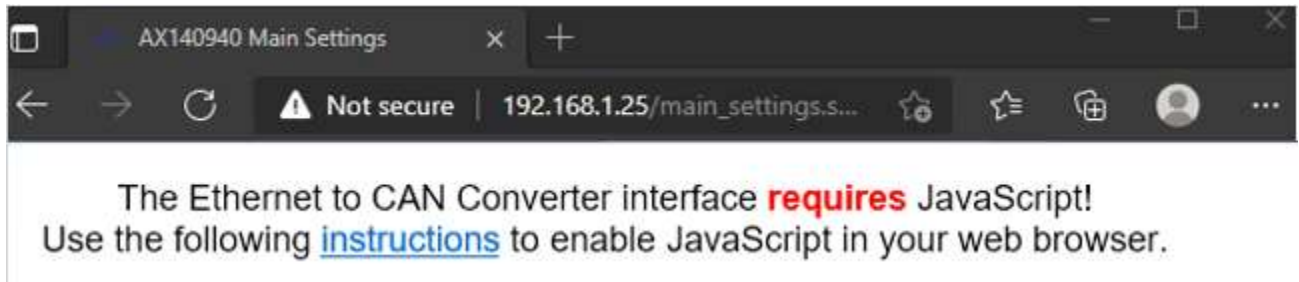 AX140940 Main Settings
Not secure | 192.168.1.25/main_settings.s...
The Ethernet to CAN Converter interface requires JavaScript!
Use the following instructions to enable JavaScript in your web browser.